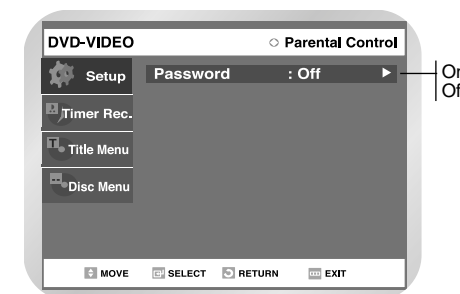 DVD-VIDEO Parental Control
Setup Password : Off
Timer Rec.
Title Menu
Disc Menu
MOVE SELECT RETURN EXIT